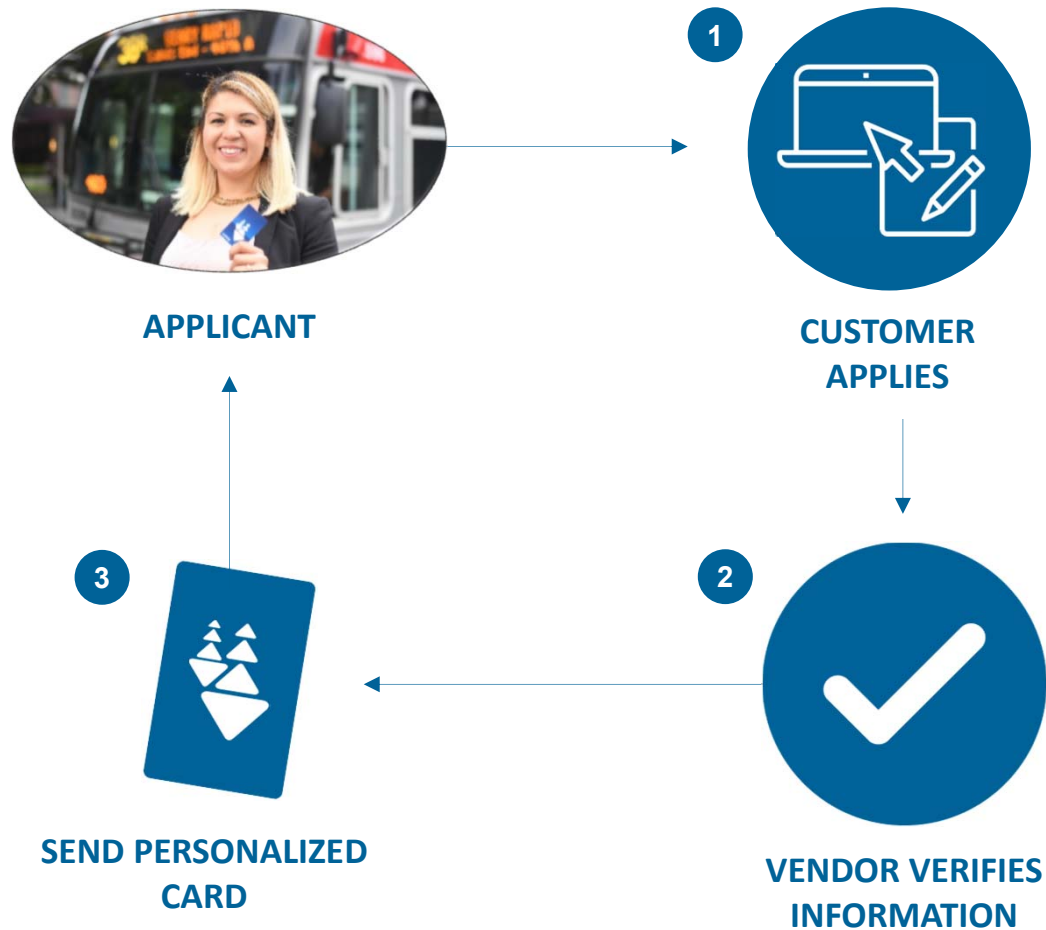 1
APPLICANT
CUSTOMER
APPLIES
3
2
SEND PERSONALIZED
CARD
VENDOR VERIFIES
INFORMATION